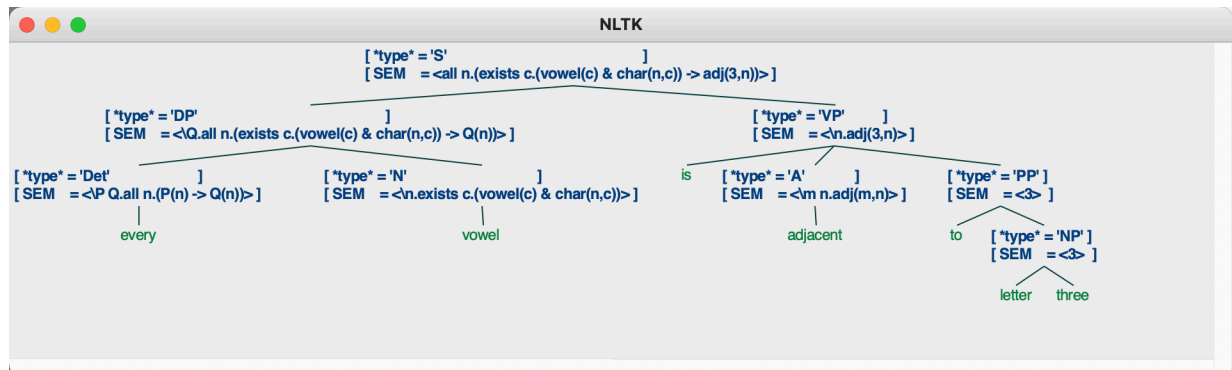 NLTK
[ *type* = 'S' ]
[ SEM = <all n.(exists c.(vowel(c) & char(n,c)) -> adj(3,n))> ]
[ *type* = 'DP' ] [ *type* = 'VP' ]
[ SEM = <\Q.all n.(exists c.(vowel(c) & char(n,c)) -> Q(n))> ] [ SEM = <\n.adj(3,n)> ]
[ *type* = 'Det' ] [ *type* = 'N' ] is [ *type* = 'A' ] [ *type* = 'PP' ]
[ SEM = <\P Q.all n.(P(n) -> Q(n))> ] [ SEM = <\n.exists c.(vowel(c) & char(n,c))> ] [ SEM = <\m n.adj(m,n)> ] [ SEM = <3> ]
every vowel adjacent to [ *type* = 'NP' ]
[ SEM = <3> ]
letter three